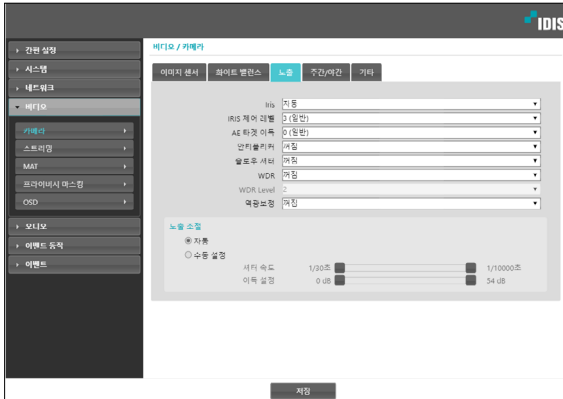 IDIS
간편 설정
시스템
네트워크
비디오
카메라
스트리밍
MAT
프라이버시 마스킹
OSD
오디오
이벤트 동작
이벤트
비디오 / 카메라
이미지 센서 화이트 밸런스 노출 주간/야간 기타
Iris 자동
IRIS 제어 레벨 3 (일반)
AE 타겟 이득 0 (일반)
안티플리커 꺼짐
슬로우 셔터 꺼짐
WDR 꺼짐
WDR Level 2
역광보정 꺼짐
노출 조절
자동
수동 설정
셔터 속도 1/30초 1/10000초
이득 설정 0 dB 54 dB
저장